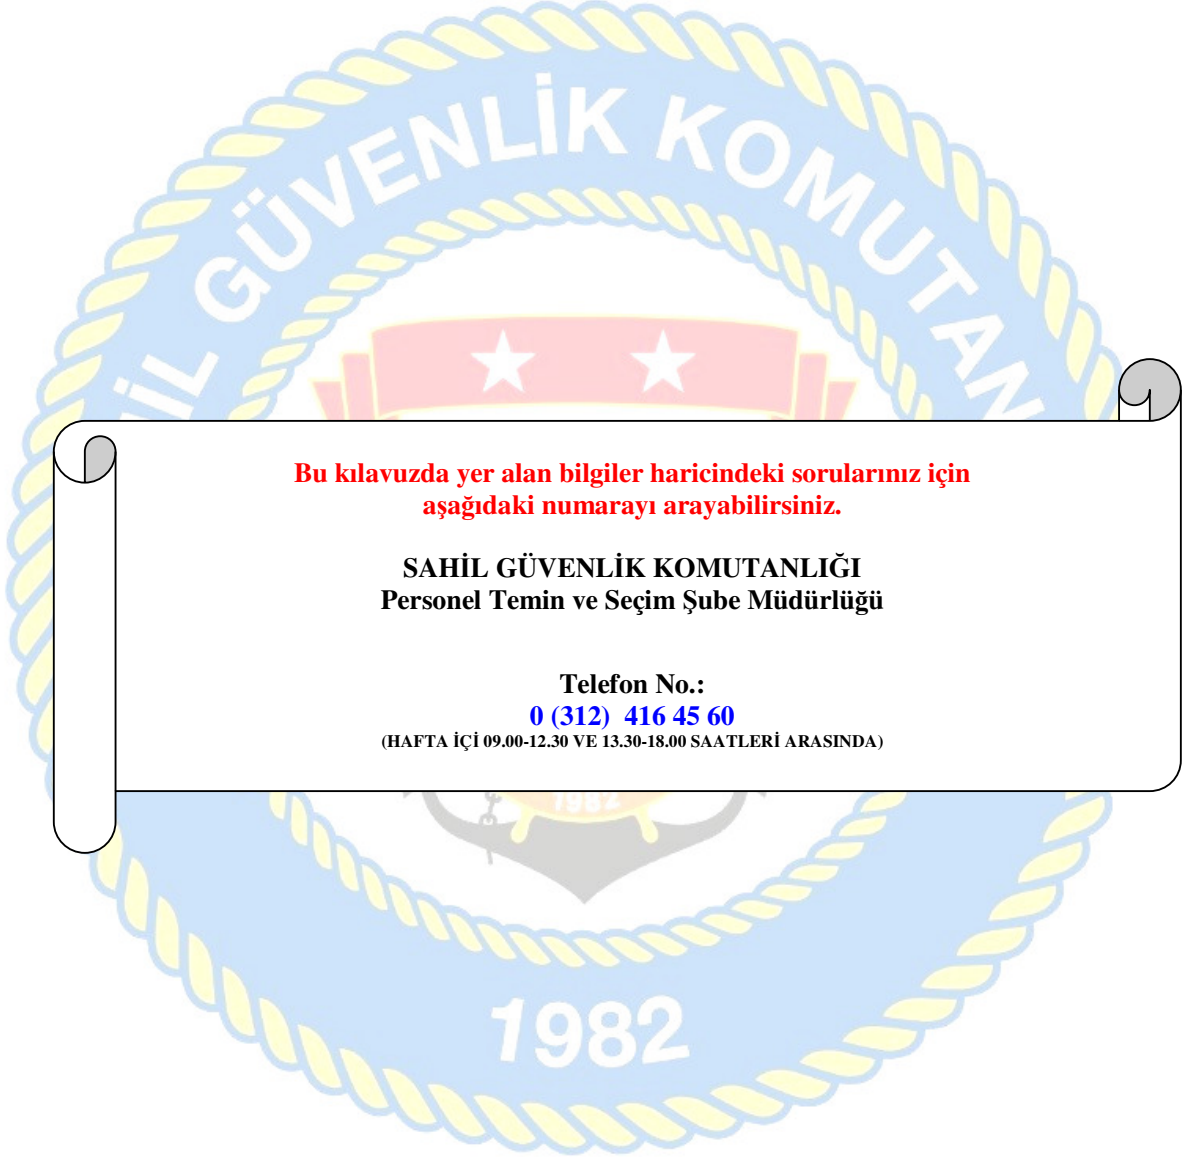 HİL GÜVENLİK KOMUTAN
Bu kılavuzda yer alan bilgiler haricindeki sorularınız için
aşağıdaki numarayı arayabilirsiniz.
SAHİL GÜVENLİK KOMUTANLIĞI
Personel Temin ve Seçim Şube Müdürlüğü
Telefon No.:
0 (312)  416 45 60
(HAFTA İÇİ 09.00-12.30 VE 13.30-18.00 SAATLERİ ARASINDA)
1982
1982